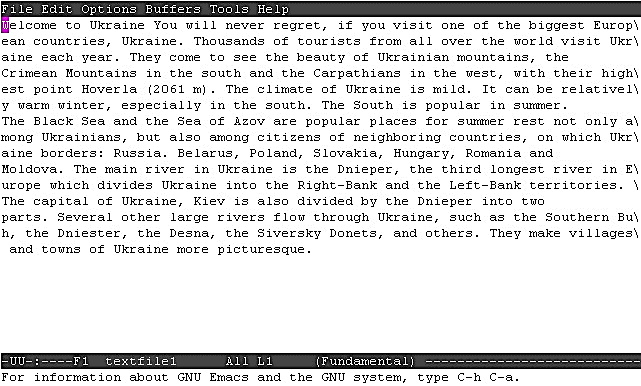 File Edit Options Buffers Tools Help
Welcome to Ukraine You will never regret, if you visit one of the biggest Europ\
ean countries, Ukraine. Thousands of tourists from all over the world visit Ukr\
aine each year. They come to see the beauty of Ukrainian mountains, the
Crimean Mountains in the south and the Carpathians in the west, with their high\
est point Hoverla (2061 m). The climate of Ukraine is mild. It can be relativel\
y warm winter, especially in the south. The South is popular in summer.
The Black Sea and the Sea of Azov are popular places for summer rest not only a\
mong Ukrainians, but also among citizens of neighboring countries, on which Ukr\
aine borders: Russia. Belarus, Poland, Slovakia, Hungary, Romania and
Moldova. The main river in Ukraine is the Dnieper, the third longest river in E\
urope which divides Ukraine into the Right-Bank and the Left-Bank territories. \
The capital of Ukraine, Kiev is also divided by the Dnieper into two
parts. Several other large rivers flow through Ukraine, such as the Southern Bu\
h, the Dniester, the Desna, the Siversky Donets, and others. They make villages\
 and towns of Ukraine more picturesque.
-UU-:----F1  textfile1      All L1     (Fundamental) ---------------------------
For information about GNU Emacs and the GNU system, type C-h C-a.